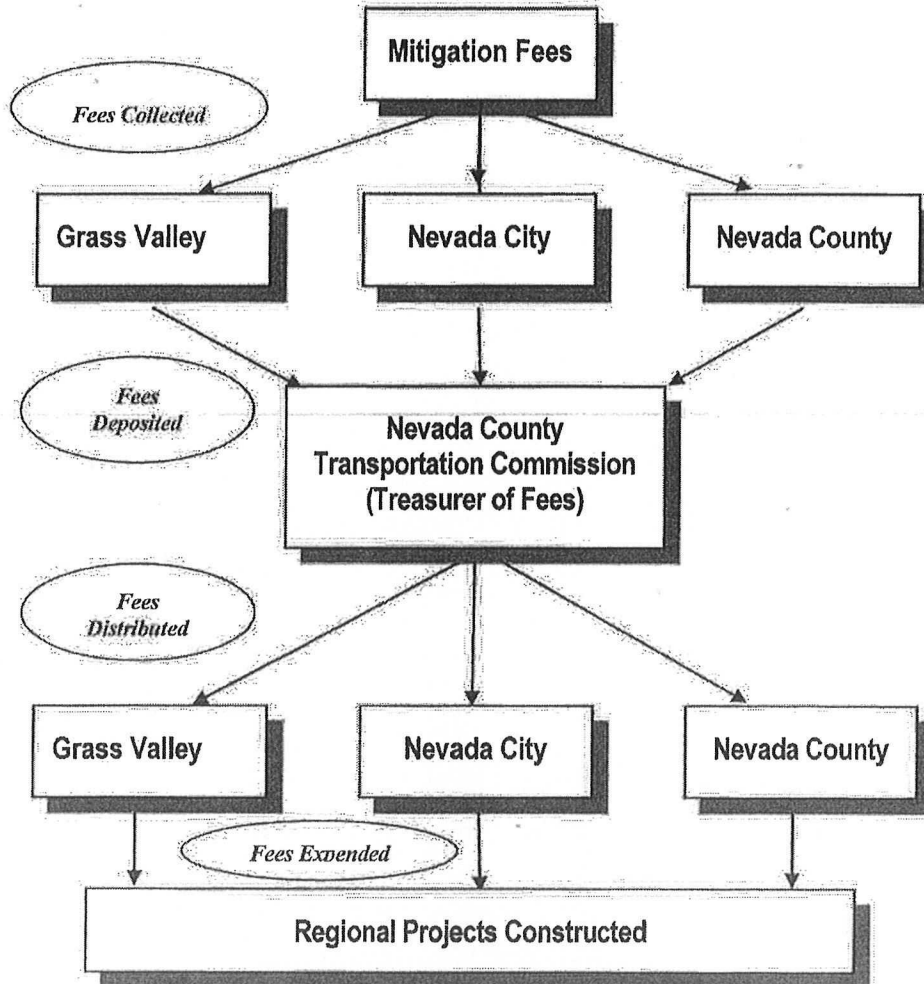 Mitigation Fees
Fees Collected
Grass Valley
Nevada City
Nevada County
Fees
Deposited
Nevada County
Transportation Commission
(Treasurer of Fees)
Fees
Distributed
Grass Valley
Nevada City
Nevada County
Fees Expended
Regional Projects Constructed